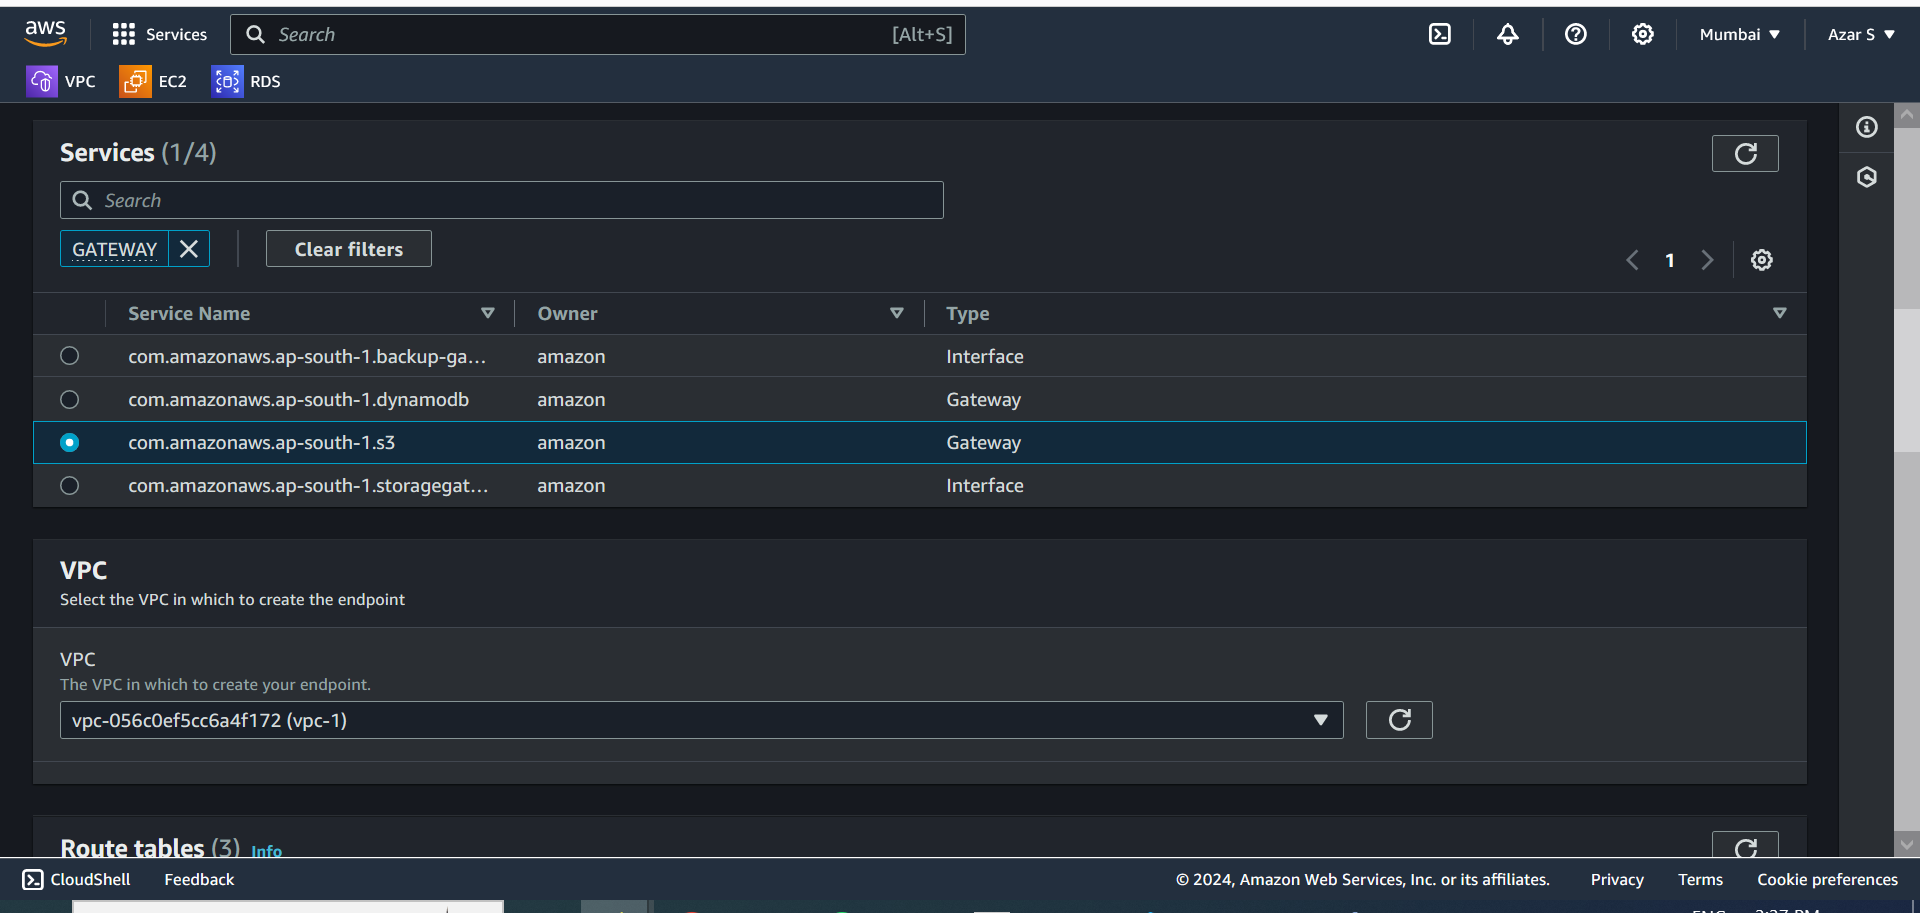 aws Services Search [Alt+S] Mumbai Azar S
VPC EC2 RDS
Services (1/4)
Search
GATEWAY Clear filters
1
Service Name Owner Type
com.amazonaws.ap-south-1.backup-ga... amazon Interface
com.amazonaws.ap-south-1.dynamodb amazon Gateway
com.amazonaws.ap-south-1.s3 amazon Gateway
com.amazonaws.ap-south-1.storagegat... amazon Interface
VPC
Select the VPC in which to create the endpoint
VPC
The VPC in which to create your endpoint.
vpc-056c0ef5cc6a4f172 (vpc-1)
Route tables (3) Info
CloudShell Feedback © 2024, Amazon Web Services, Inc. or its affiliates. Privacy Terms Cookie preferences